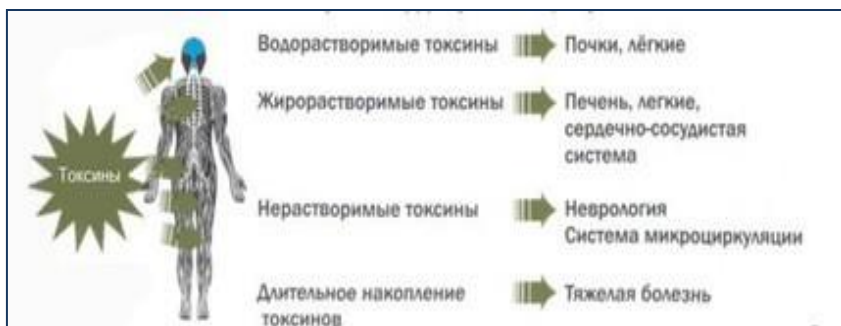 Токсины
Водорастворимые токсины
Почки, лёгкие
Жирорастворимые токсины
Печень, легкие,
сердечно-сосудистая
система
Нерастворимые токсины
Неврология
Система микроциркуляции
Длительное накопление
токсинов
Тяжелая болезнь